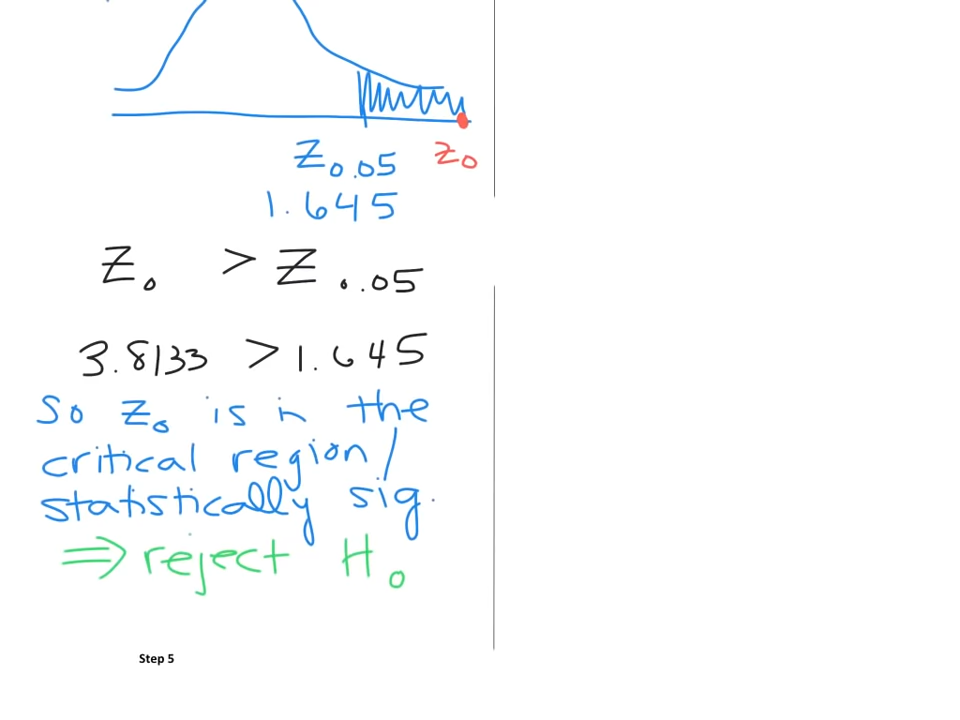 Z0.05 Z0
1.645
Z0 > Z0.05
3.8133 > 1.645
So Z0 is in the
critical region/
statistically sig.
⇒ reject H0
Step 5